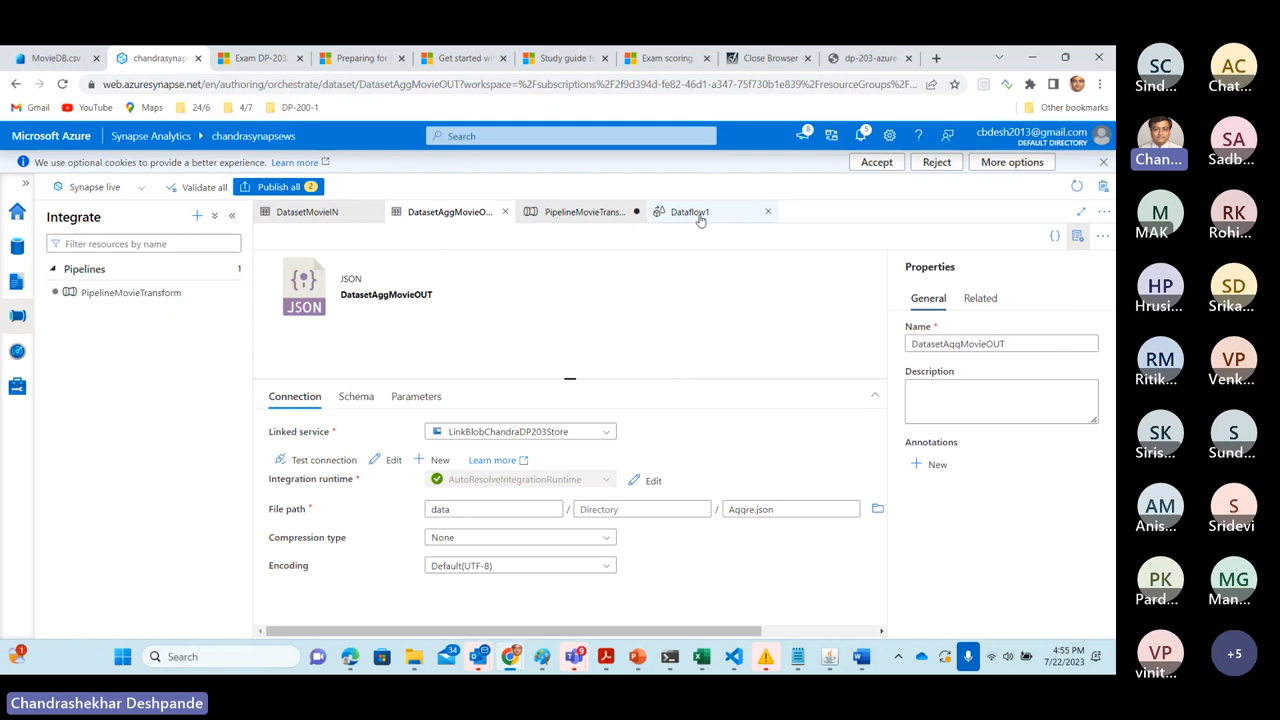 MovieDB.csv
chandrasynap
Exam DP-203
Preparing for
Get started w
Study guide fo
Exam scoring
Close Browser
dp-203-azure
web.azuresynapse.net/en/authoring/orchestrate/dataset/DatasetAggMovieOUT?workspace=%2Fsubscriptions%2f9d394d-fe82-46d1-a347-75f730b1e839%2FresourceGroups%2F...
Gmail
YouTube
Maps
24/6
4/7
DP-200-1
Other bookmarks
Microsoft Azure
Synapse Analytics
chandrasynapsews
Search
8
5
cbdesh2013@gmail.com
DEFAULT DIRECTORY
We use optional cookies to provide a better experience. Learn more
Accept
Reject
More options
Synapse live
Validate all
Publish all 2
Integrate
Filter resources by name
Pipelines
1
PipelineMovieTransform
DatasetMovieIN
DatasetAggMovieO...
PipelineMovieTrans...
Dataflow1
JSON
JSON
DatasetAggMovieOUT
Connection
Schema
Parameters
Linked service *
LinkBlobChandraDP203Store
Test connection
Edit
New
Learn more
Integration runtime *
AutoResolveIntegrationRuntime
Edit
File path *
data
/
Directory
/
Aggre.json
Compression type
None
Encoding
Default(UTF-8)
Properties
General
Related
Name *
DatasetAggMovieOUT
Description
Annotations
New
Search
34
9
4:55 PM
7/22/2023
SC
Sind...
AC
Chat...
Chan...
SA
Sadb...
M
MAK
RK
Rohi...
HP
Hrusi...
SD
Srika...
RM
Ritik...
VP
Venk...
SK
Siris...
S
Sund...
AM
Anis...
S
Sridevi
PK
Pard...
MG
Man...
VP
vinit...
+5
Chandrashekhar Deshpande